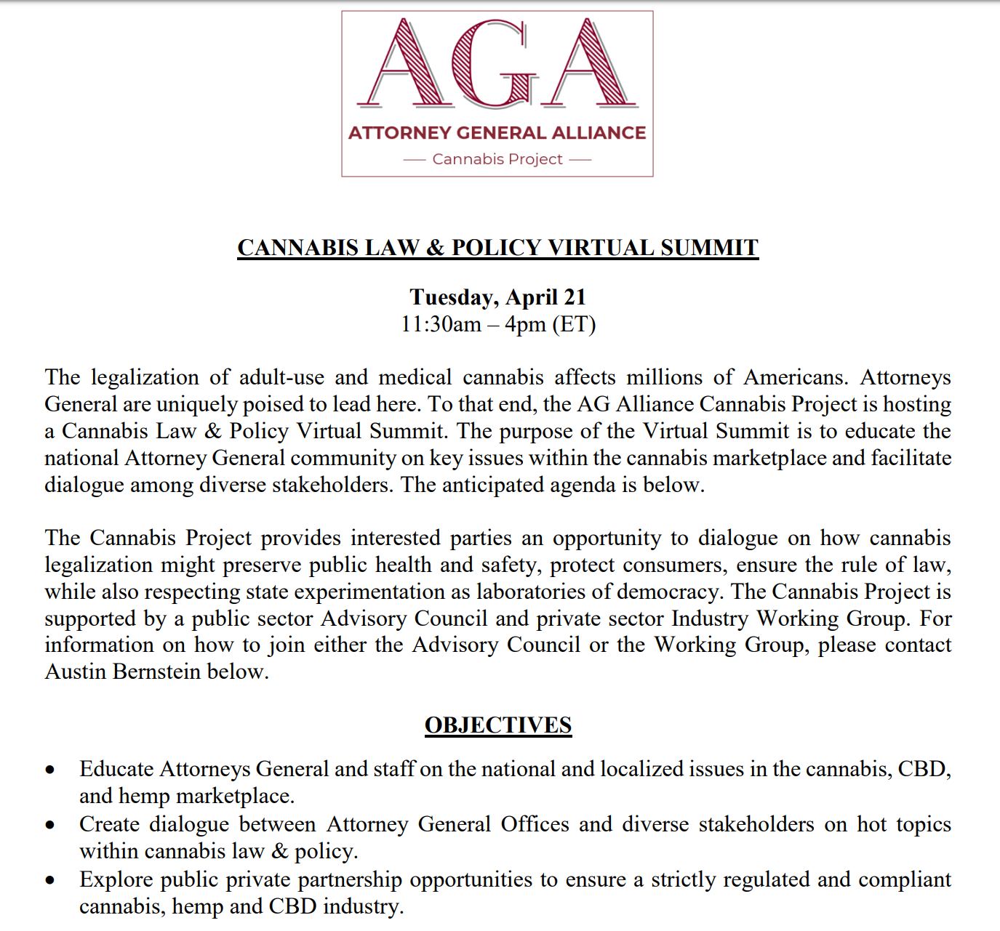 AGA
ATTORNEY GENERAL ALLIANCE
Cannabis Project
CANNABIS LAW & POLICY VIRTUAL SUMMIT
Tuesday, April 21
11:30am – 4pm (ET)
The legalization of adult-use and medical cannabis affects millions of Americans. Attorneys
General are uniquely poised to lead here. To that end, the AG Alliance Cannabis Project is hosting
a Cannabis Law & Policy Virtual Summit. The purpose of the Virtual Summit is to educate the
national Attorney General community on key issues within the cannabis marketplace and facilitate
dialogue among diverse stakeholders. The anticipated agenda is below.
The Cannabis Project provides interested parties an opportunity to dialogue on how cannabis
legalization might preserve public health and safety, protect consumers, ensure the rule of law,
while also respecting state experimentation as laboratories of democracy. The Cannabis Project is
supported by a public sector Advisory Council and private sector Industry Working Group. For
information on how to join either the Advisory Council or the Working Group, please contact
Austin Bernstein below.
OBJECTIVES
• Educate Attorneys General and staff on the national and localized issues in the cannabis, CBD,
and hemp marketplace.
• Create dialogue between Attorney General Offices and diverse stakeholders on hot topics
within cannabis law & policy.
• Explore public private partnership opportunities to ensure a strictly regulated and compliant
cannabis, hemp and CBD industry.